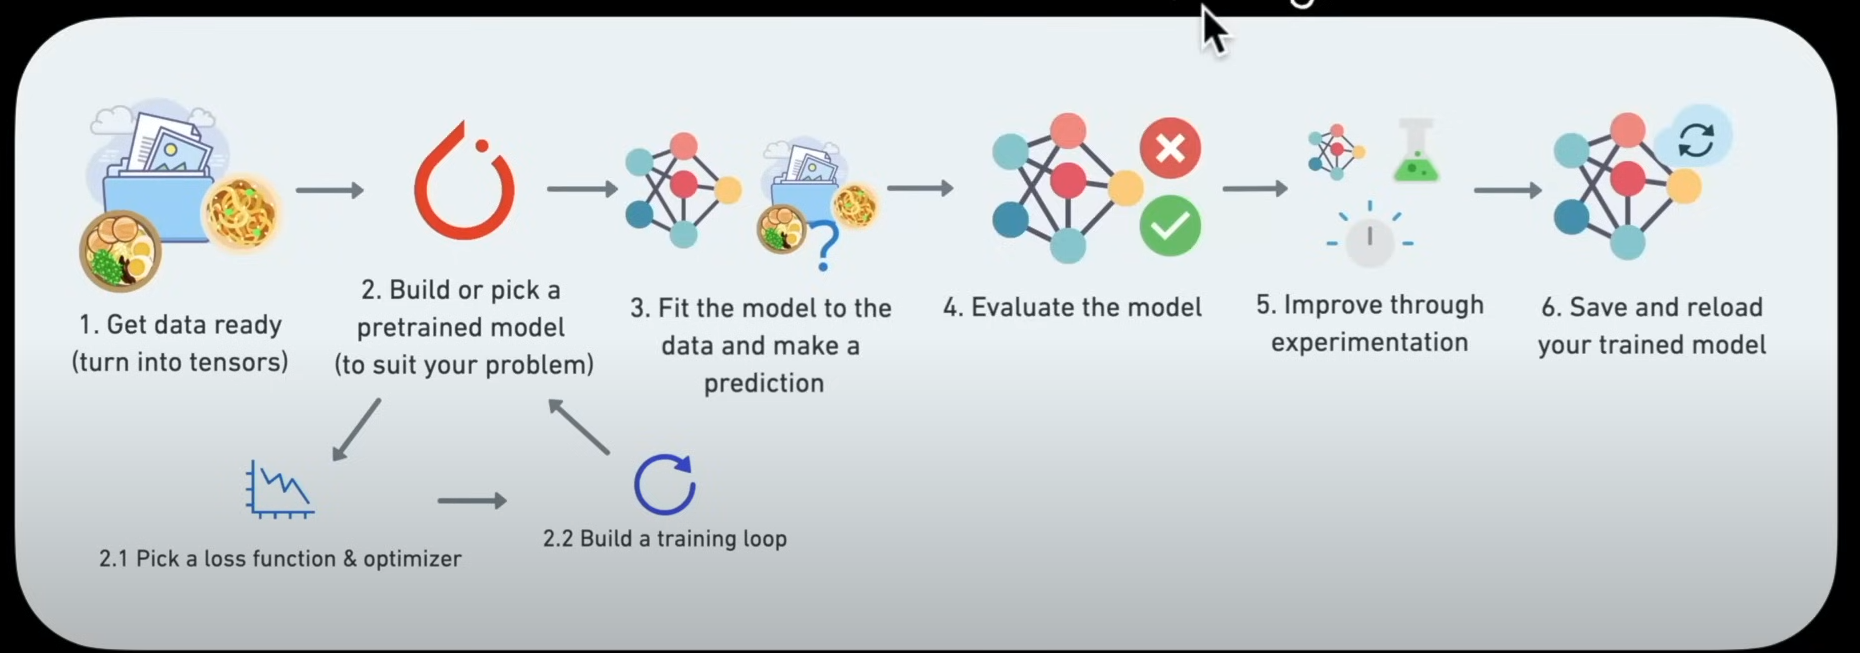 1. Get data ready
(turn into tensors)
2. Build or pick a
pretrained model
(to suit your problem)
3. Fit the model to the
data and make a
prediction
4. Evaluate the model
5. Improve through
experimentation
6. Save and reload
your trained model
2.1 Pick a loss function & optimizer
2.2 Build a training loop